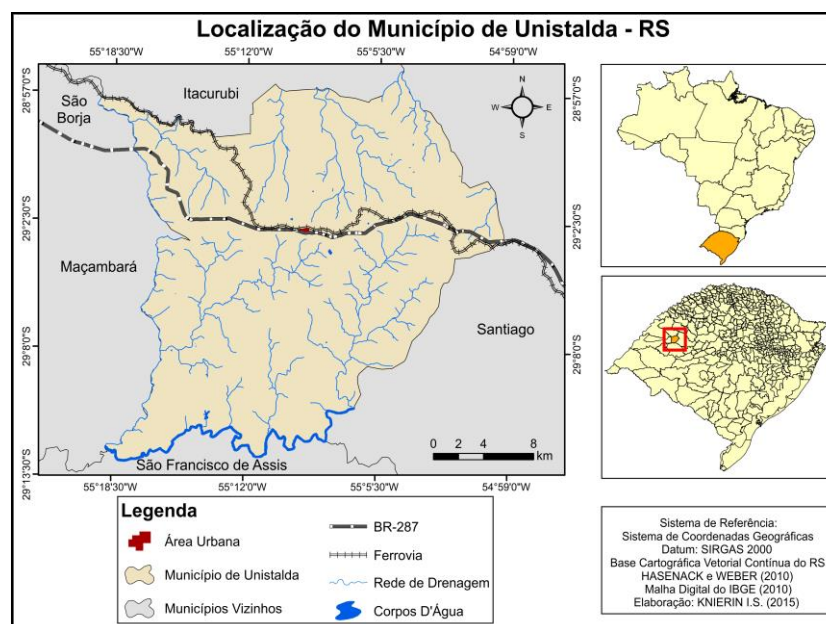 Localização do Município de Unistalda - RS
55°18'30"W 55°12'0"W 55°5'30"W 54°59'0"W
28°57'0"S
28°57'0"S
São
Borja
Itacurubi
N
W E
S
29°2'30"S
29°2'30"S
Maçambará
Santiago
29°8'0"S
29°8'0"S
São Francisco de Assis
0 2 4 8
km
29°13'30"S
55°18'30"W 55°12'0"W 55°5'30"W 54°59'0"W
Legenda
Área Urbana
Município de Unistalda
Municípios Vizinhos
BR-287
Ferrovia
Rede de Drenagem
Corpos D'Água
Sistema de Referência:
Sistema de Coordenadas Geográficas
Datum: SIRGAS 2000
Base Cartográfica Vetorial Contínua do RS
HASENACK e WEBER (2010)
Malha Digital do IBGE (2010)
Elaboração: KNIERIN I.S. (2015)